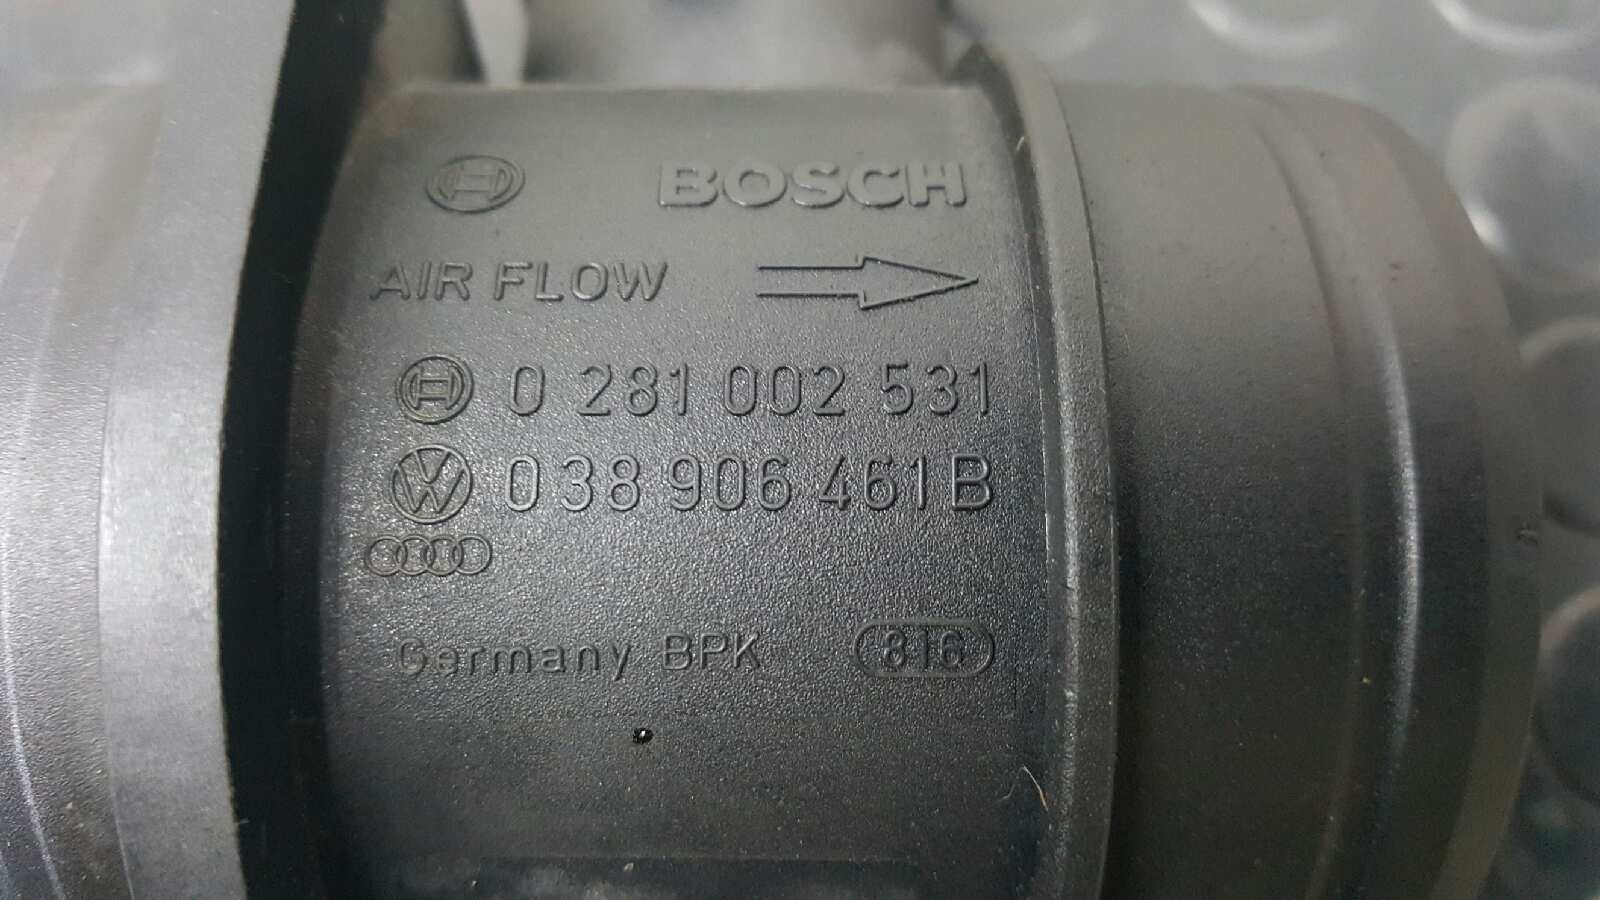 BOSCH
AIR FLOW
0 281 002 531
038 906 461 B
Germany BPK 816